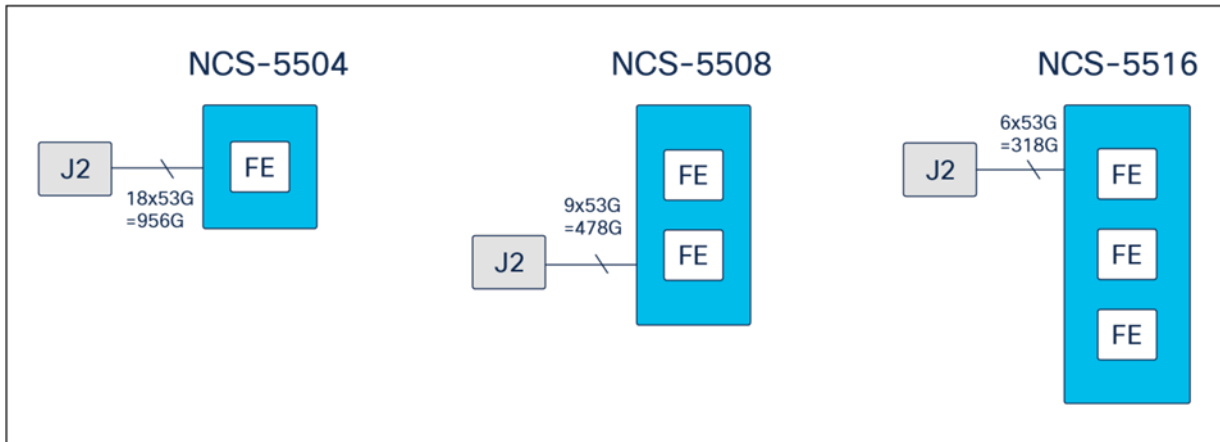 NCS-5504
J2
18x53G
=956G
FE
NCS-5508
J2
9x53G
=478G
FE
FE
NCS-5516
J2
6x53G
=318G
FE
FE
FE